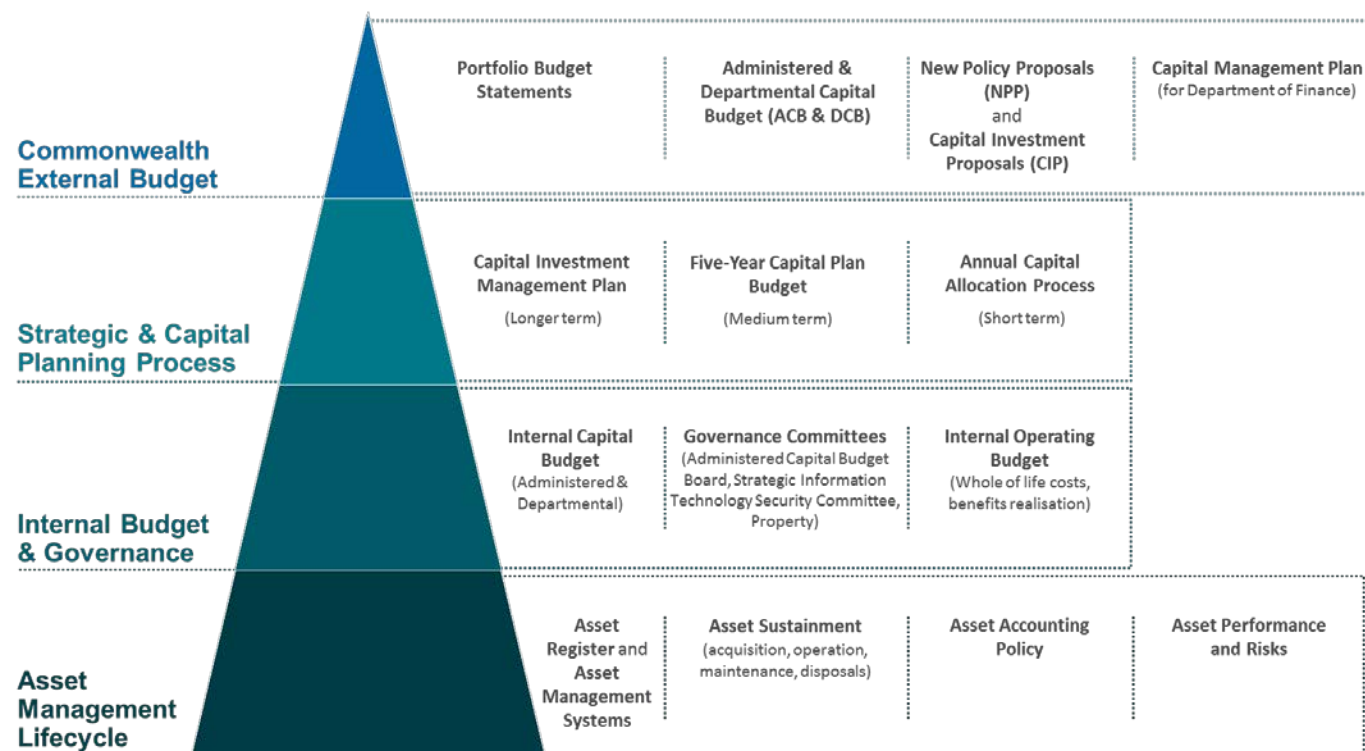 Commonwealth
External Budget
Portfolio Budget
Statements
Administered &
Departmental Capital
Budget (ACB & DCB)
New Policy Proposals
(NPP)
and
Capital Investment
Proposals (CIP)
Capital Management Plan
(for Department of Finance)
Strategic & Capital
Planning Process
Capital Investment
Management Plan
(Longer term)
Five-Year Capital Plan
Budget
(Medium term)
Annual Capital
Allocation Process
(Short term)
Internal Budget
& Governance
Internal Capital
Budget
(Administered &
Departmental)
Governance Committees
(Administered Capital Budget
Board, Strategic Information
Technology Security Committee,
Property)
Internal Operating
Budget
(Whole of life costs,
benefits realisation)
Asset
Management
Lifecycle
Asset
Register and
Asset
Management
Systems
Asset Sustainment
(acquisition, operation,
maintenance, disposals)
Asset Accounting
Policy
Asset Performance
and Risks